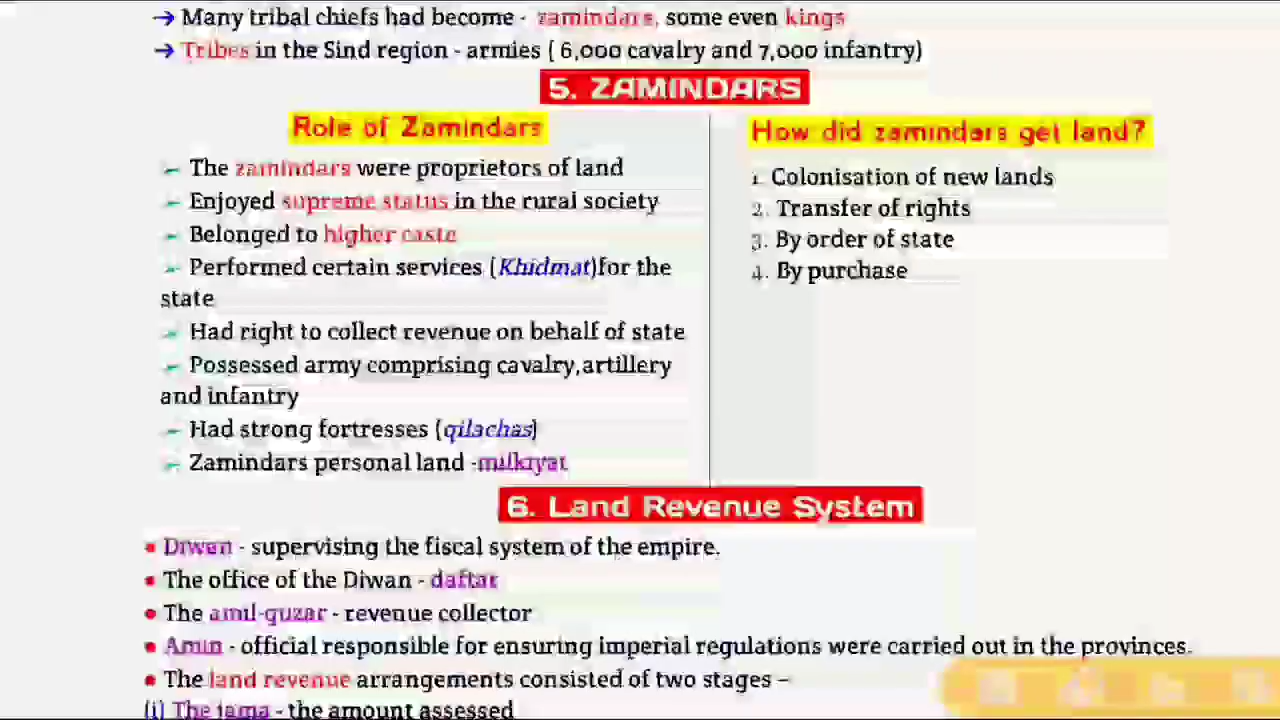 → Many tribal chiefs had become - zamindars, some even kings
→ Tribes in the Sind region - armies ( 6,000 cavalry and 7,000 infantry)
5. ZAMINDARS
Role of Zamindars
➢ The zamindars were proprietors of land
➢ Enjoyed supreme status in the rural society
➢ Belonged to higher caste
➢ Performed certain services (Khidmat)for the
state
➢ Had right to collect revenue on behalf of state
➢ Possessed army comprising cavalry,artillery
and infantry
➢ Had strong fortresses (qilachas)
➢ Zamindars personal land -milkiyat
How did zamindars get land?
1. Colonisation of new lands
2. Transfer of rights
3. By order of state
4. By purchase
6. Land Revenue System
• Diwan - supervising the fiscal system of the empire.
• The office of the Diwan - daftar
• The amil-guzar - revenue collector
• Amin - official responsible for ensuring imperial regulations were carried out in the provinces.
• The land revenue arrangements consisted of two stages –
(i) The jama - the amount assessed